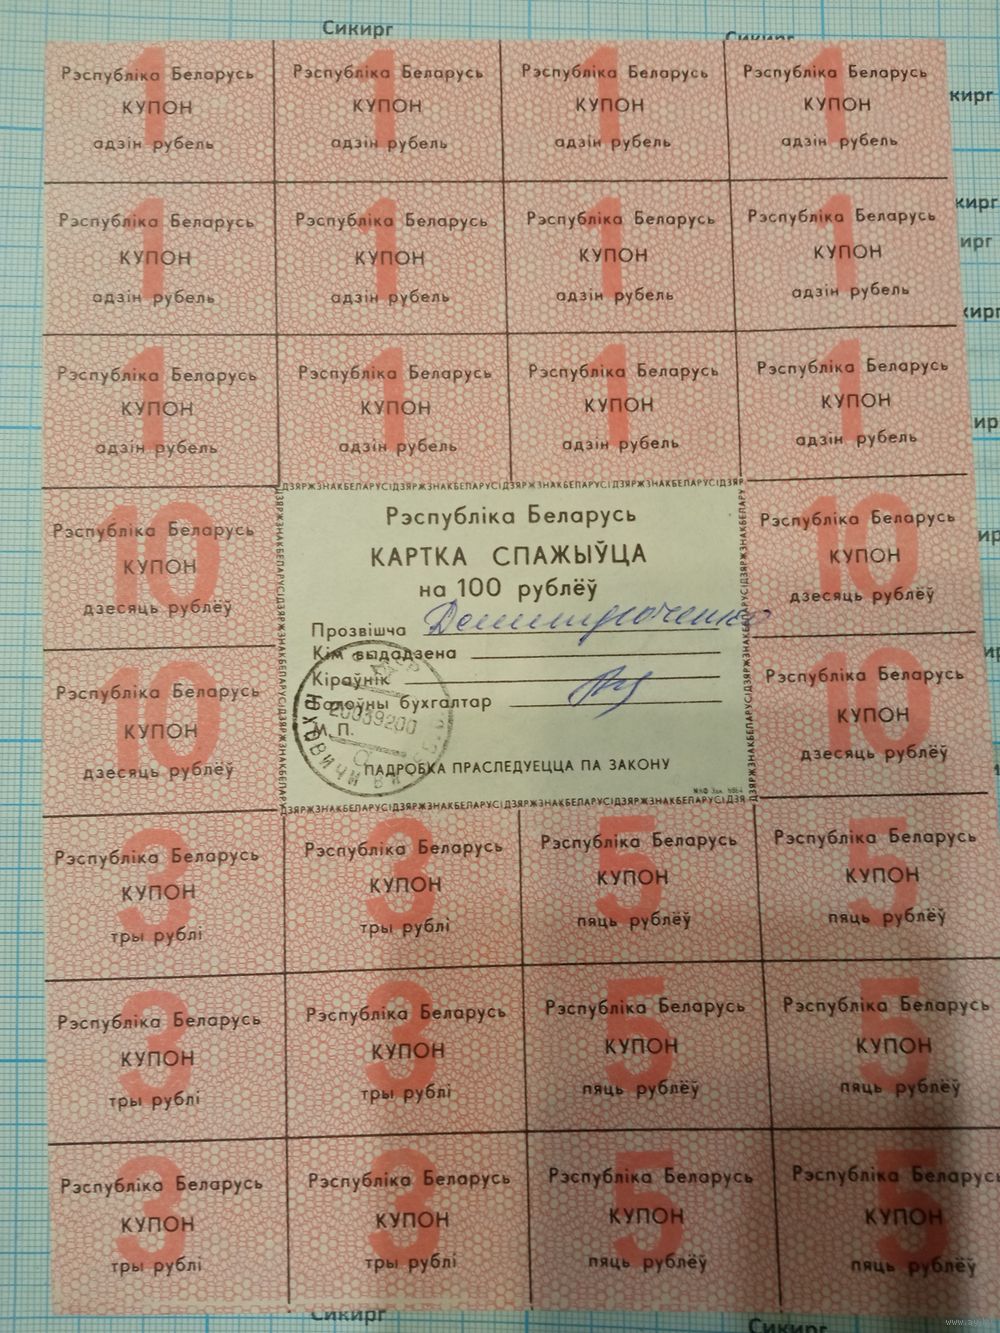 Сикирг
Рэспубліка Беларусь Рэспубліка Беларусь Рэспубліка Беларусь Рэспубліка Беларусь
1 1 1 1
КУПОН КУПОН КУПОН КУПОН
адзін рубель адзін рубель адзін рубель адзін рубель
Рэспубліка Беларусь Рэспубліка Беларусь Рэспубліка Беларусь Рэспубліка Беларусь
1 1 1 1
КУПОН КУПОН КУПОН КУПОН
адзін рубель адзін рубель адзін рубель адзін рубель
Рэспубліка Беларусь Рэспубліка Беларусь Рэспубліка Беларусь Рэспубліка Беларусь
1 1 1 1
КУПОН КУПОН КУПОН КУПОН
адзін рубель адзін рубель адзін рубель адзін рубель
Рэспубліка Беларусь
10
КУПОН
дзесяць рублёў
Рэспубліка Беларусь
10
КУПОН
дзесяць рублёў
ДЗЯРЖЗНАКБЕЛАРУСІДЗЯРЖЗНАКБЕЛАРУСІДЗЯРЖЗНАКБЕЛАРУСІДЗЯРЖЗНАКБЕЛАРУСІДЗЯР
Рэспубліка Беларусь
КАРТКА СПАЖЫЎЦА
на 100 рублёў
Прозвішча
Кім выдадзена
Кіраўнік
Галоўны бухгалтар
М. П.
ПАДРОБКА ПРАСЛЕДУЕЦЦА ПА ЗАКОНУ
Рэспубліка Беларусь
10
КУПОН
дзесяць рублёў
Рэспубліка Беларусь
10
КУПОН
дзесяць рублёў
Рэспубліка Беларусь Рэспубліка Беларусь Рэспубліка Беларусь Рэспубліка Беларусь
3 3 5 5
КУПОН КУПОН КУПОН КУПОН
тры рублі тры рублі пяць рублёў пяць рублёў
Рэспубліка Беларусь Рэспубліка Беларусь Рэспубліка Беларусь Рэспубліка Беларусь
3 3 5 5
КУПОН КУПОН КУПОН КУПОН
тры рублі тры рублі пяць рублёў пяць рублёў
Рэспубліка Беларусь Рэспубліка Беларусь Рэспубліка Беларусь Рэспубліка Беларусь
3 3 5 5
КУПОН КУПОН КУПОН КУПОН
тры рублі тры рублі пяць рублёў пяць рублёў
Сикирг
Сикирг